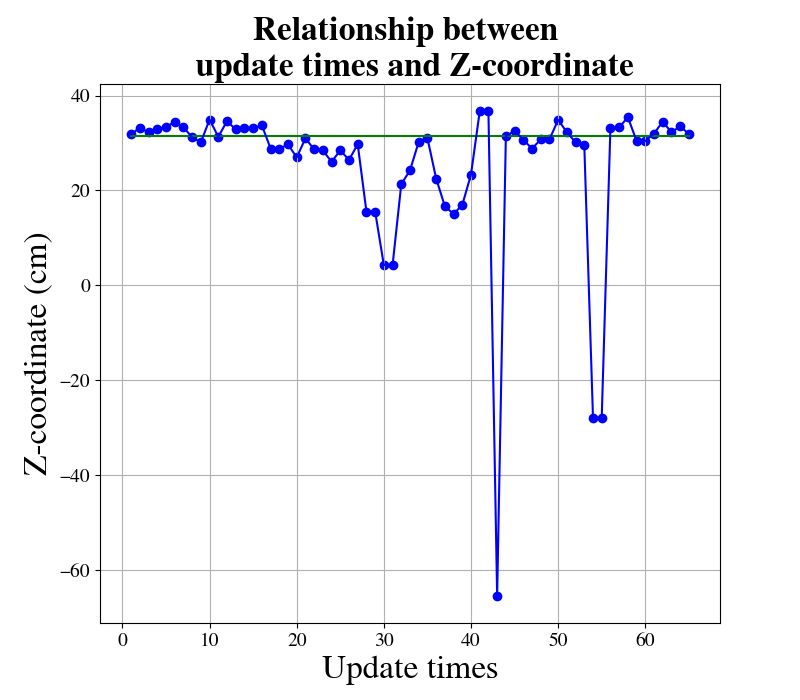 Relationship between
update times and Z-coordinate
40
20
0
−20
−40
−60
Z-coordinate (cm)
0 10 20 30 40 50 60
Update times